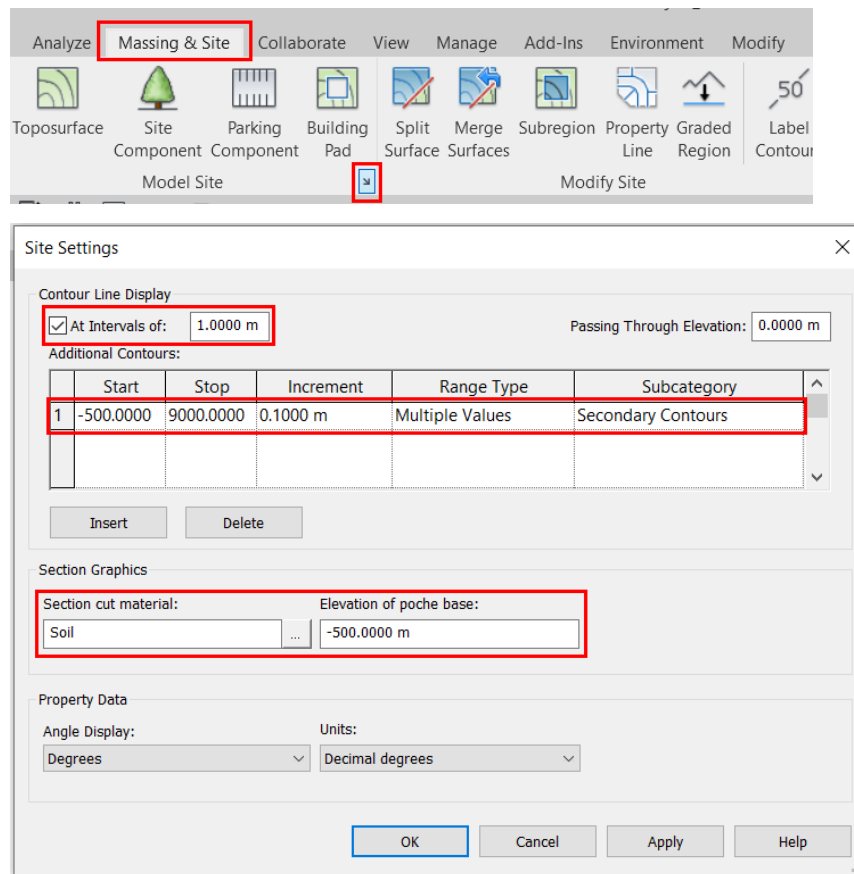 Analyze Massing & Site Collaborate View Manage Add-Ins Environment Modify
Toposurface Site Parking Building Split Merge Subregion Property Graded Label
Component Component Pad Surface Surfaces Line Region Contour
Model Site Modify Site
50
Site Settings
Contour Line Display
At Intervals of: 1.0000 m Passing Through Elevation: 0.0000 m
Additional Contours:
Start Stop Increment Range Type Subcategory
1 -500.0000 9000.0000 0.1000 m Multiple Values Secondary Contours
Insert Delete
Section Graphics
Section cut material: Elevation of poche base:
Soil ... -500.0000 m
Property Data
Angle Display: Units:
Degrees Decimal degrees
OK Cancel Apply Help